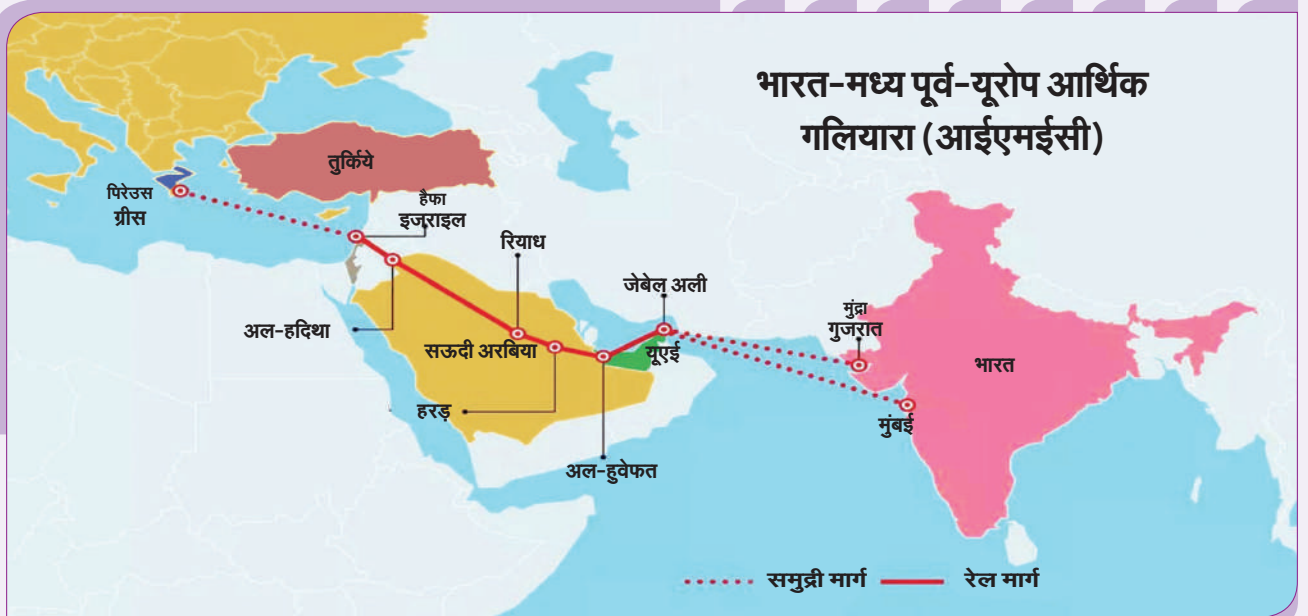 भारत-मध्य पूर्व-यूरोप आर्थिक
गलियारा (आईएमईसी)
तुर्किये
पिरेउस
ग्रीस
हैफा
इजराइल
रियाध
जेबेल अली
मुंद्रा
गुजरात
अल-हदिथा
सऊदी अरबिया
यूएई
भारत
हरड़
मुंबई
अल-हुवेफत
समुद्री मार्ग
रेल मार्ग